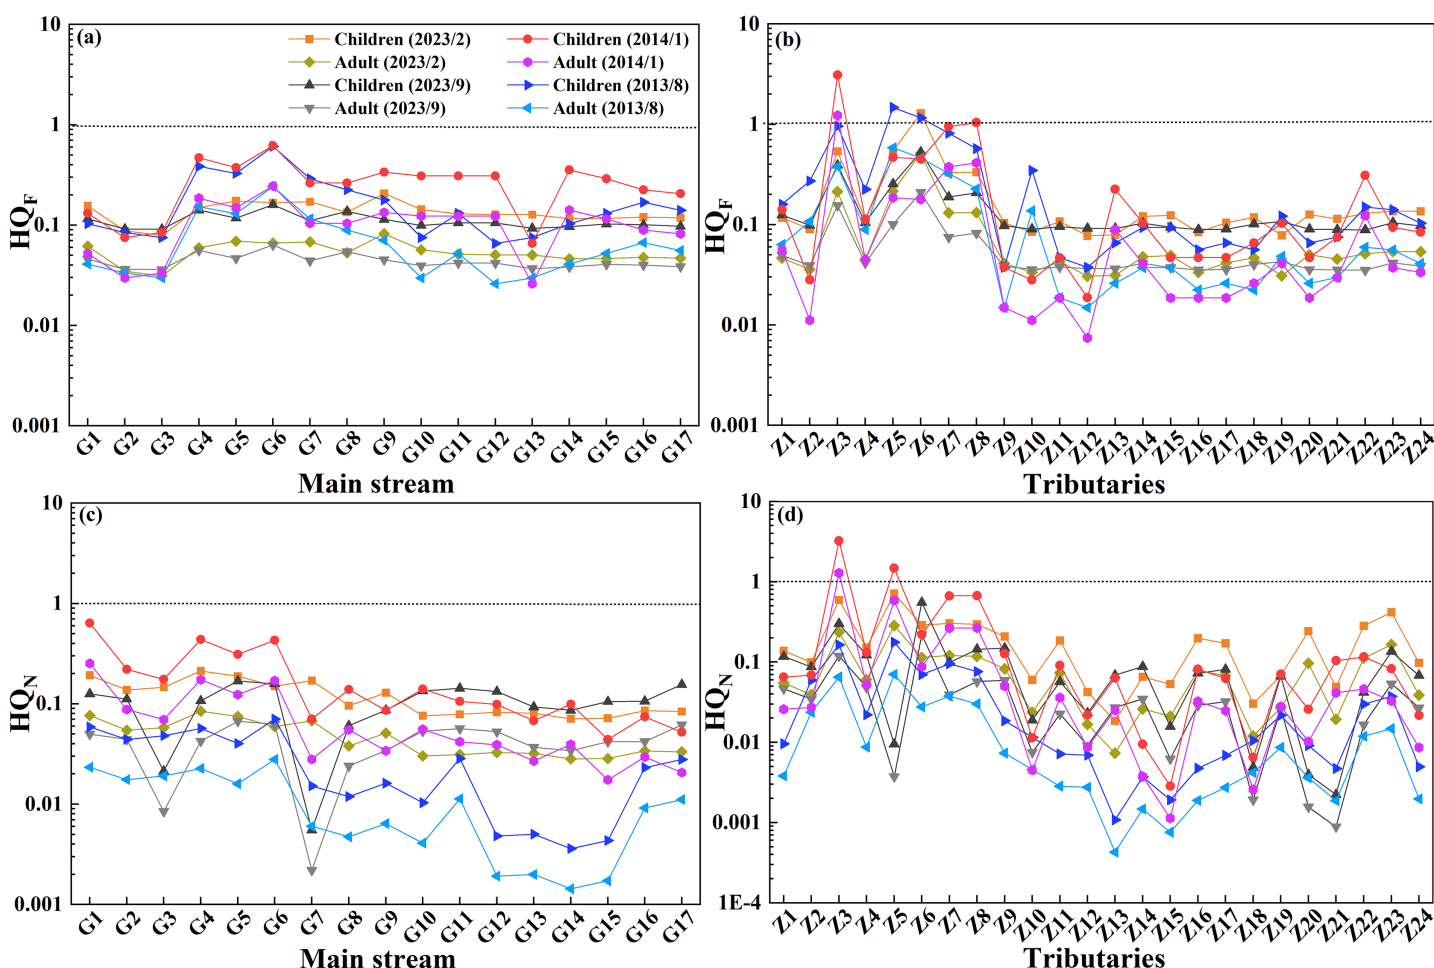 (a)
Children (2023/2)
Children (2014/1)
Adult (2023/2)
Adult (2014/1)
Children (2023/9)
Children (2013/8)
Adult (2023/9)
Adult (2013/8)
10
1
0.1
0.01
0.001
HQF
G1 G2 G3 G4 G5 G6 G7 G8 G9 G10 G11 G12 G13 G14 G15 G16 G17
Main stream
(b)
10
1
0.1
0.01
0.001
HQF
Z1 Z2 Z3 Z4 Z5 Z6 Z7 Z8 Z9 Z10 Z11 Z12 Z13 Z14 Z15 Z16 Z17 Z18 Z19 Z20 Z21 Z22 Z23 Z24
Tributaries
(c)
10
1
0.1
0.01
0.001
HQN
G1 G2 G3 G4 G5 G6 G7 G8 G9 G10 G11 G12 G13 G14 G15 G16 G17
Main stream
(d)
10
1
0.1
0.01
0.001
1E-4
HQN
Z1 Z2 Z3 Z4 Z5 Z6 Z7 Z8 Z9 Z10 Z11 Z12 Z13 Z14 Z15 Z16 Z17 Z18 Z19 Z20 Z21 Z22 Z23 Z24
Tributaries